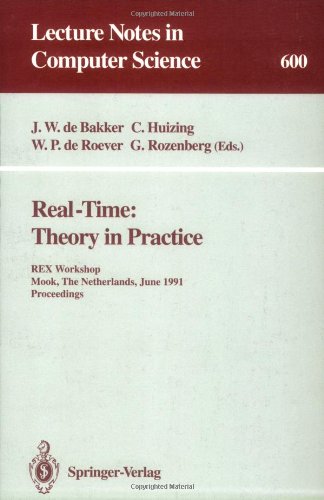 Lecture Notes in
Computer Science
600
J. W. de Bakker C. Huizing
W. P. de Roever G. Rozenberg (Eds.)
Real-Time:
Theory in Practice
REX Workshop
Mook, The Netherlands, June 1991
Proceedings
Springer-Verlag